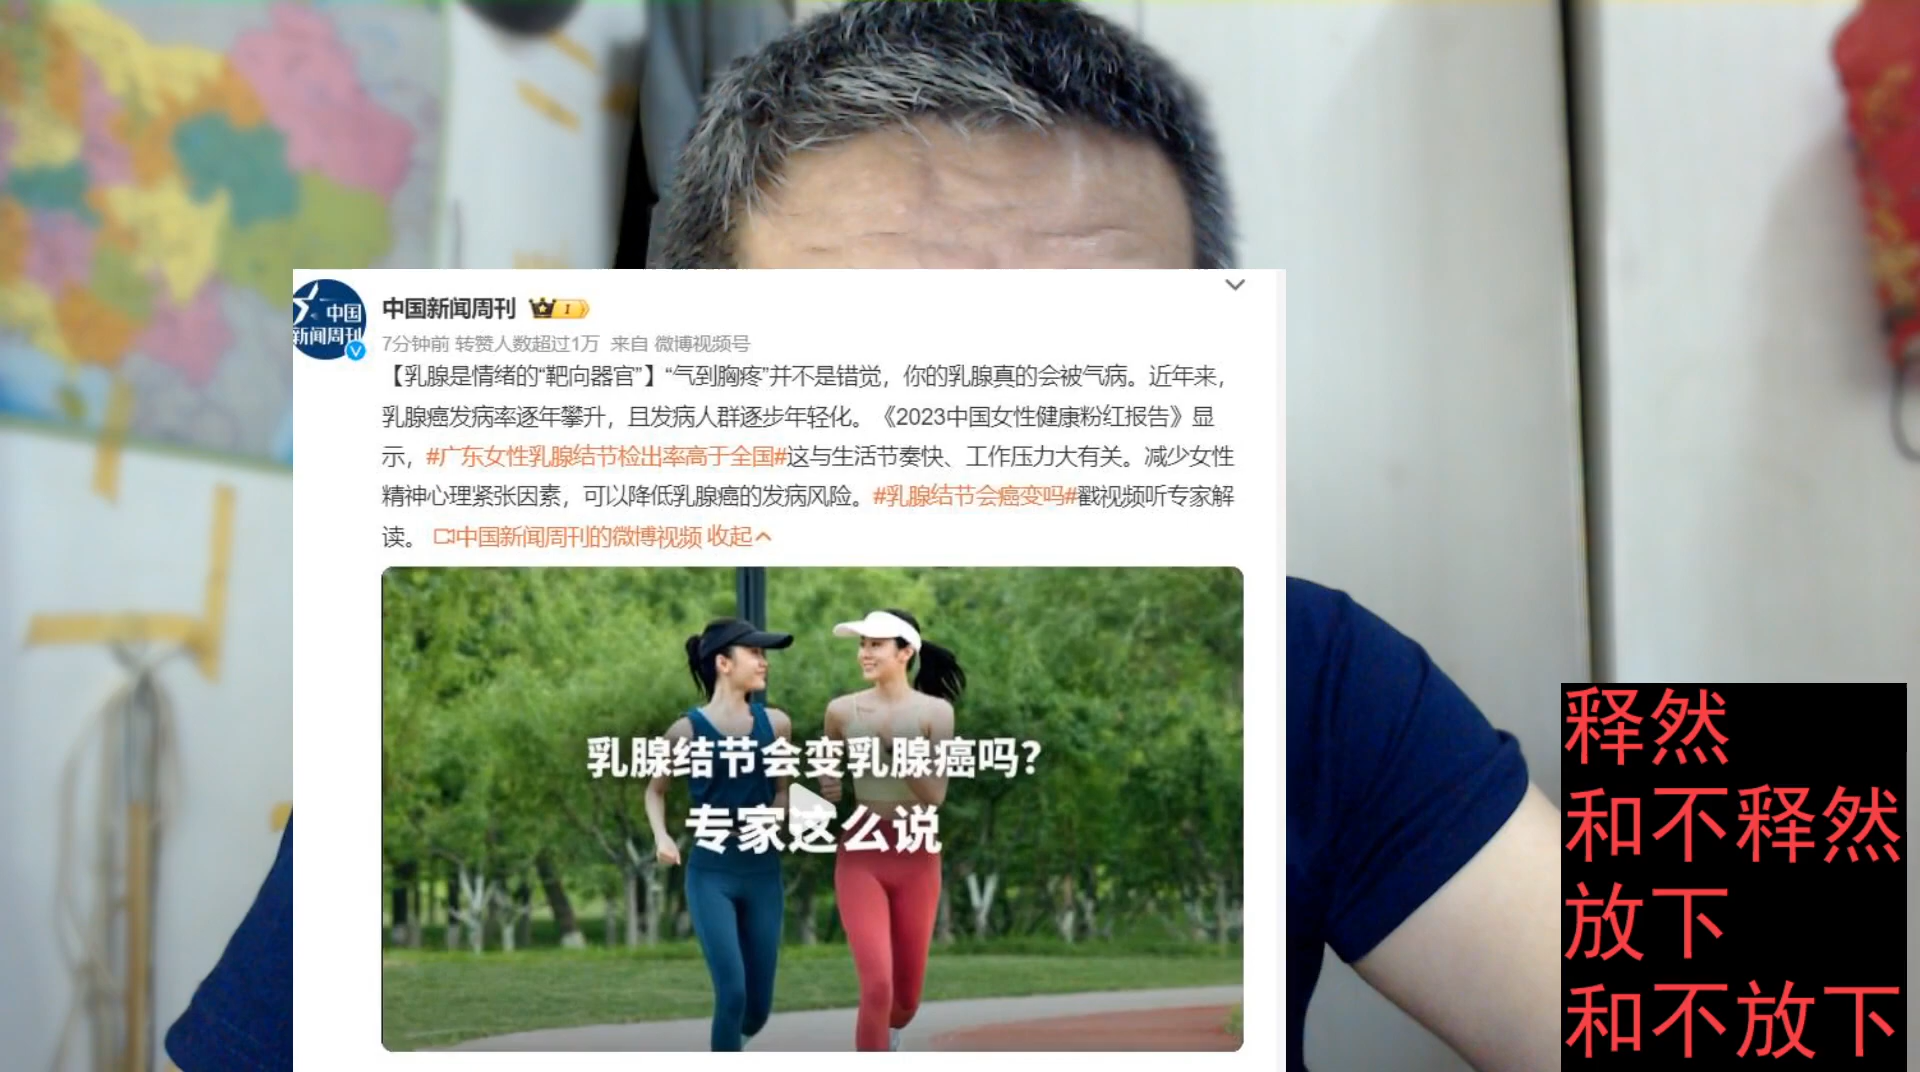 中国
新闻周刊
中国新闻周刊
I
7分钟前 转赞人数超过1万 来自 微博视频号
【乳腺是情绪的“靶向器官”】“气到胸疼”并不是错觉，你的乳腺真的会被气病。近年来，
乳腺癌发病率逐年攀升，且发病人群逐步年轻化。《2023中国女性健康粉红报告》显
示，#广东女性乳腺结节检出率高于全国#这与生活节奏快、工作压力大有关。减少女性
精神心理紧张因素，可以降低乳腺癌的发病风险。#乳腺结节会癌变吗#戳视频听专家解
读。 中国新闻周刊的微博视频 收起
乳腺结节会变乳腺癌吗？
专家这么说
释然
和不释然
放下
和不放下